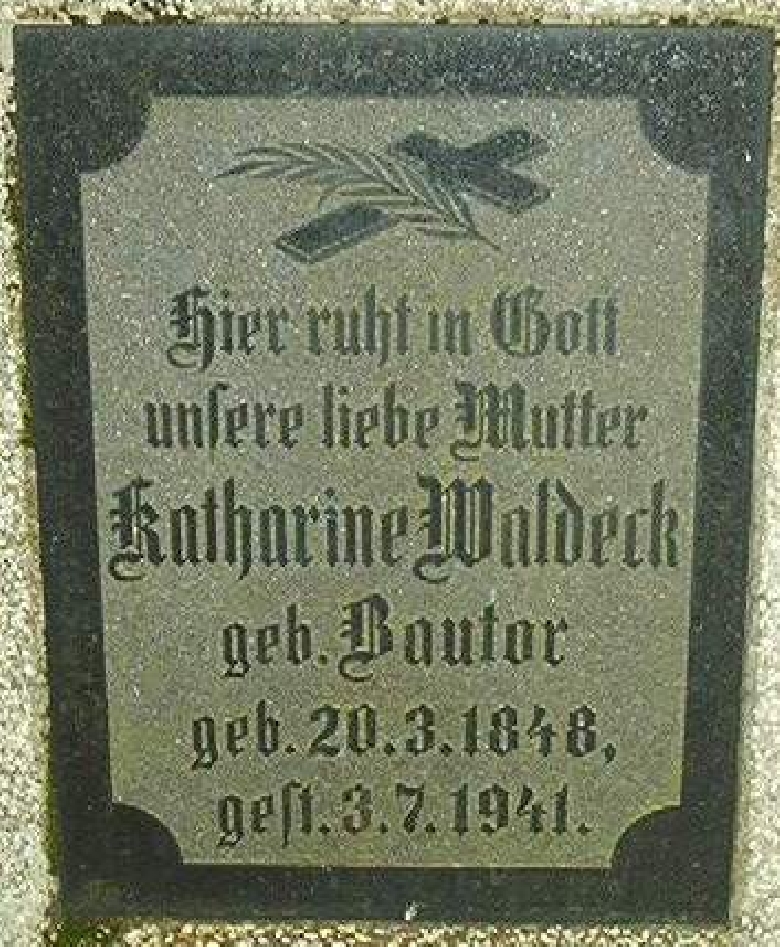 Hier ruht in Gott
unsere liebe Mutter
Katharine Waldeck
geb. Bautor
geb. 20.3.1848,
gest. 3.7.1941.